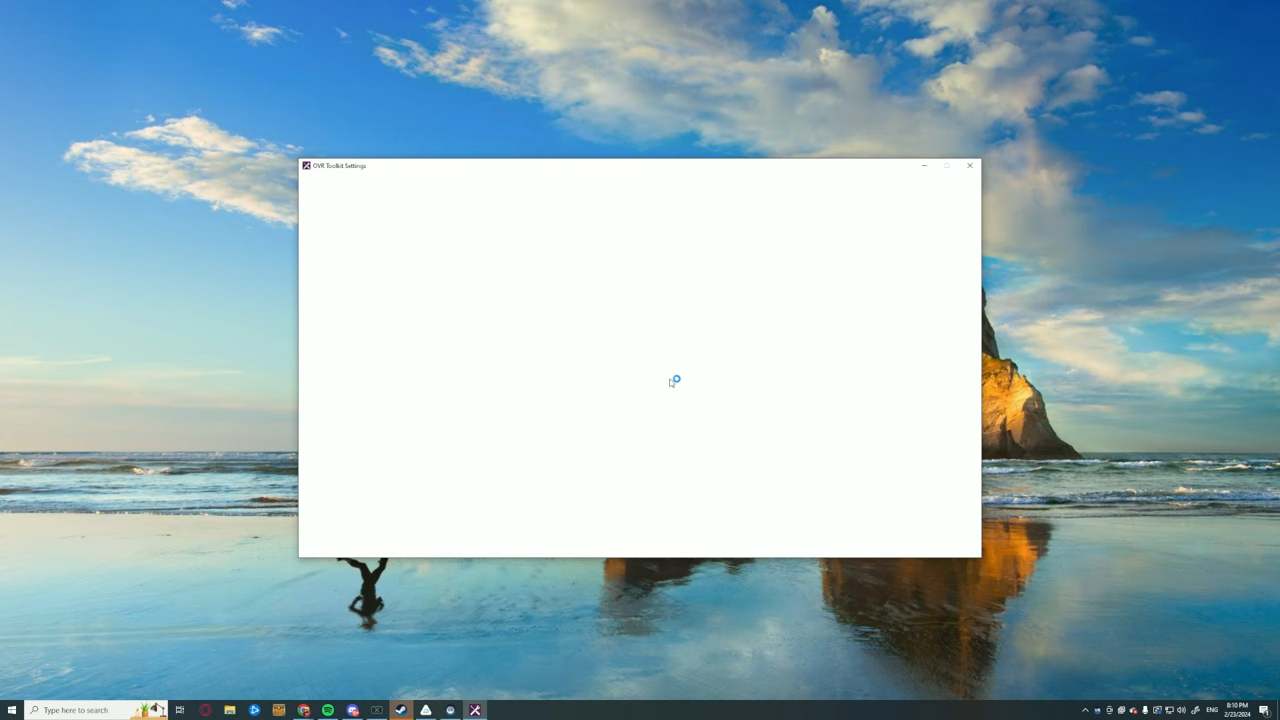 OVR Toolkit Settings
Type here to search
ENG
8:10 PM
2/23/2024